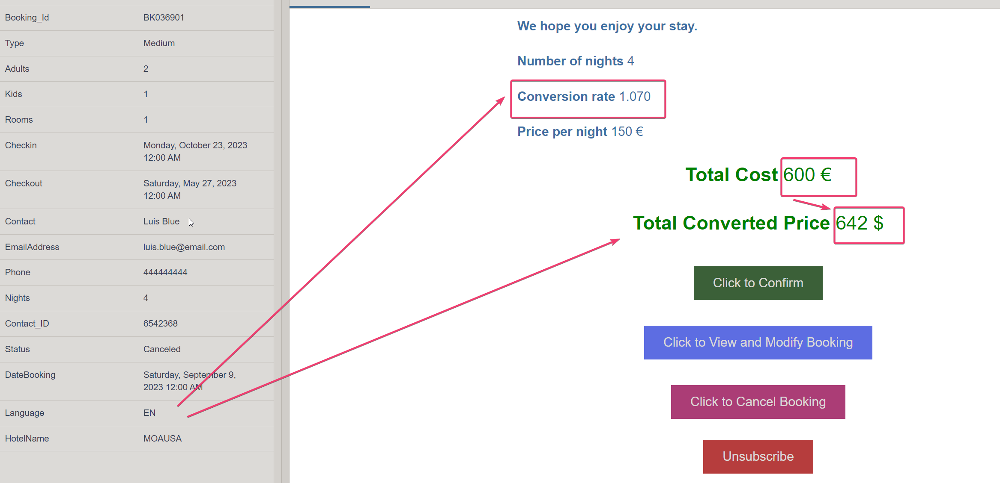 Booking_Id BK036901
Type Medium
Adults 2
Kids 1
Rooms 1
Checkin Monday, October 23, 2023
12:00 AM
Checkout Saturday, May 27, 2023
12:00 AM
Contact Luis Blue
EmailAddress luis.blue@email.com
Phone 444444444
Nights 4
Contact_ID 6542368
Status Canceled
DateBooking Saturday, September 9,
2023 12:00 AM
Language EN
HotelName MOAUSA
We hope you enjoy your stay.
Number of nights 4
Conversion rate 1.070
Price per night 150 €
Total Cost 600 €
Total Converted Price 642 $
Click to Confirm
Click to View and Modify Booking
Click to Cancel Booking
Unsubscribe